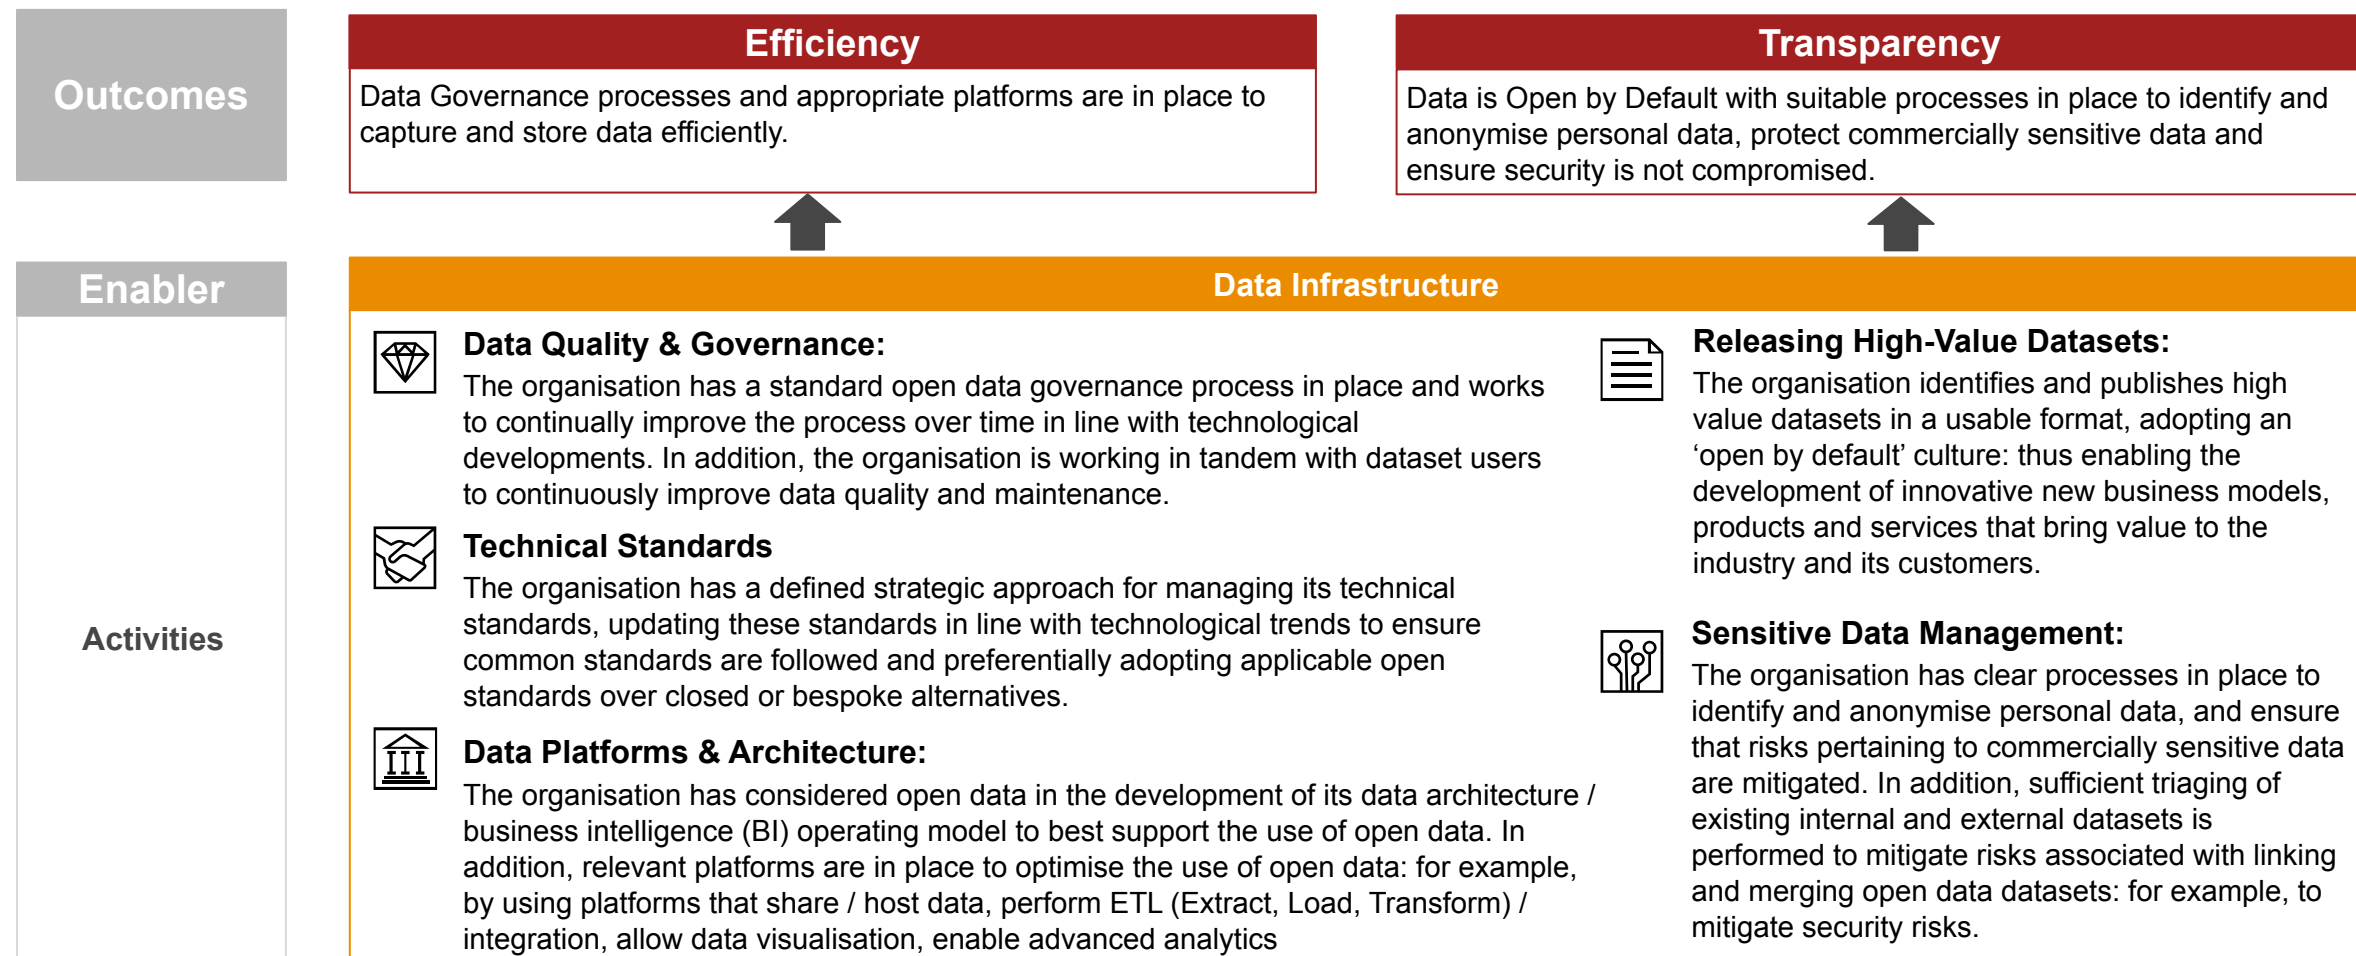 Outcomes
Efficiency
Data Governance processes and appropriate platforms are in place to
capture and store data efficiently.
Transparency
Data is Open by Default with suitable processes in place to identify and
anonymise personal data, protect commercially sensitive data and
ensure security is not compromised.
Enabler
Data Infrastructure
Activities
Data Quality & Governance:
The organisation has a standard open data governance process in place and works
to continually improve the process over time in line with technological
developments. In addition, the organisation is working in tandem with dataset users
to continuously improve data quality and maintenance.
Technical Standards
The organisation has a defined strategic approach for managing its technical
standards, updating these standards in line with technological trends to ensure
common standards are followed and preferentially adopting applicable open
standards over closed or bespoke alternatives.
Data Platforms & Architecture:
The organisation has considered open data in the development of its data architecture /
business intelligence (BI) operating model to best support the use of open data. In
addition, relevant platforms are in place to optimise the use of open data: for example,
by using platforms that share / host data, perform ETL (Extract, Load, Transform) /
integration, allow data visualisation, enable advanced analytics
Releasing High-Value Datasets:
The organisation identifies and publishes high
value datasets in a usable format, adopting an
‘open by default’ culture: thus enabling the
development of innovative new business models,
products and services that bring value to the
industry and its customers.
Sensitive Data Management:
The organisation has clear processes in place to
identify and anonymise personal data, and ensure
that risks pertaining to commercially sensitive data
are mitigated. In addition, sufficient triaging of
existing internal and external datasets is
performed to mitigate risks associated with linking
and merging open data datasets: for example, to
mitigate security risks.